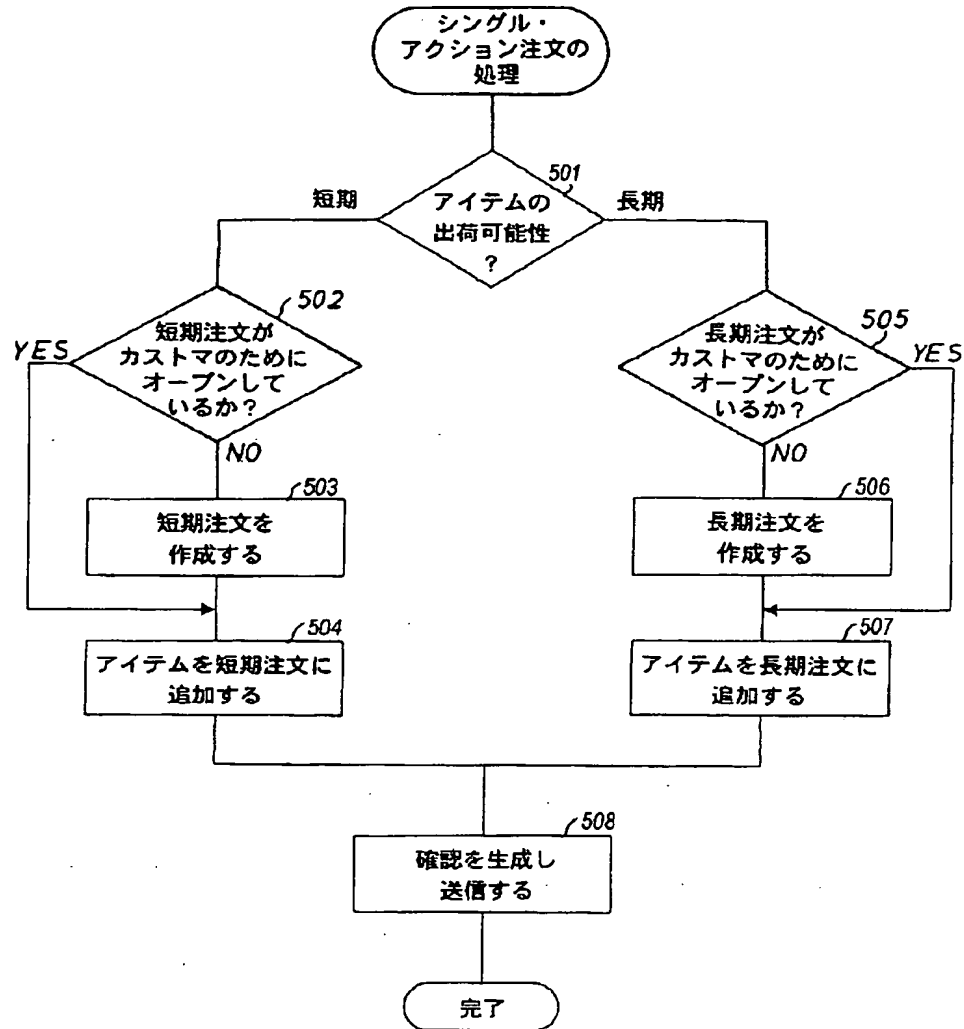 シングル・
アクション注文の
処理
501
短期
アイテムの
出荷可能性
?
長期
502
短期注文が
カストマのために
オープンして
いるか?
YES
NO
505
長期注文が
カストマのために
オープンして
いるか?
YES
NO
503
短期注文を
作成する
506
長期注文を
作成する
504
アイテムを短期注文に
追加する
507
アイテムを長期注文に
追加する
508
確認を生成し
送信する
完了